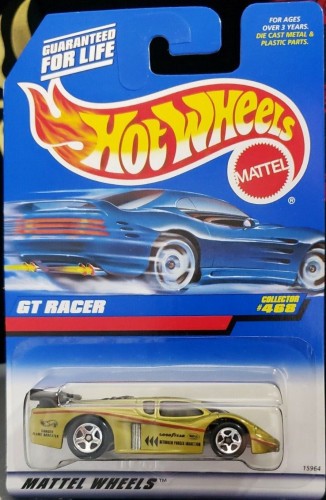 GUARANTEED
FOR LIFE
FOR AGES
OVER 3 YEARS.
DIE CAST METAL &
PLASTIC PARTS.
HOT WHEELS
MATTEL
®
GT RACER
COLLECTOR
#468
GOODYEAR
15964
MATTEL WHEELS™